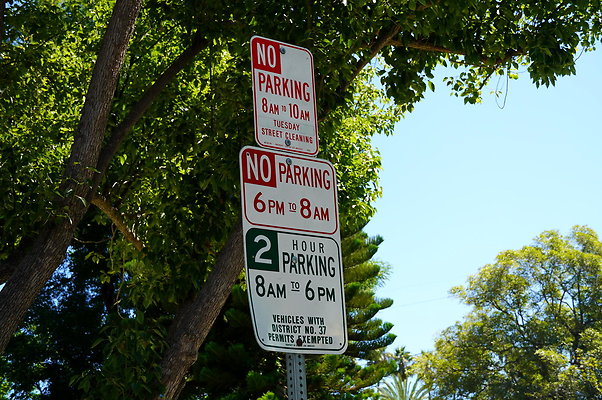 NO
PARKING
8AM TO 10AM
TUESDAY
STREET CLEANING
NO PARKING
6PM TO 8AM
2 HOUR
PARKING
8AM TO 6PM
VEHICLES WITH
DISTRICT NO. 37
PERMITS EXEMPTED